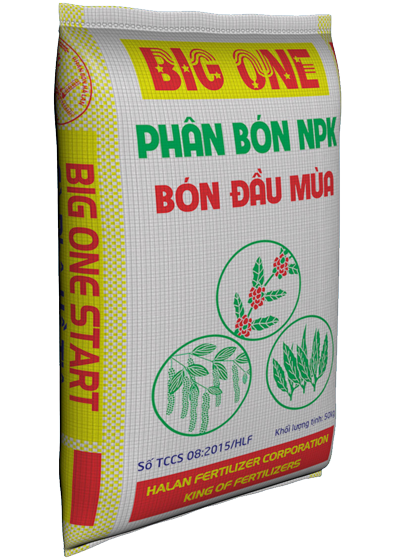 BIG ONE
PHÂN BÓN NPK
BÓN ĐẦU MÙA
Số TCCS 08:2015/HLF
Khối lượng tịnh: 50kg
HALAN FERTILIZER CORPORATION
KING OF FERTILIZERS
BIG ONE START